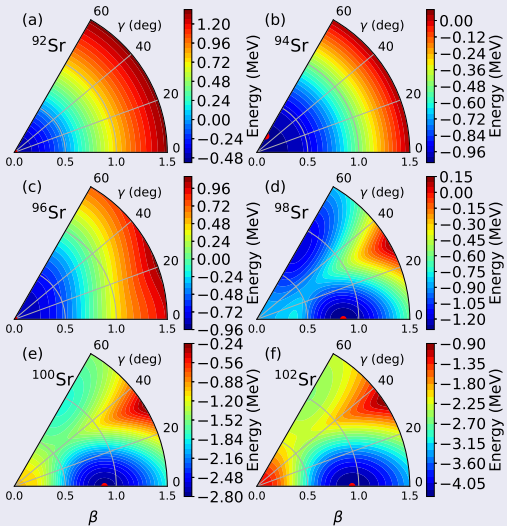 (a) 60 γ (deg)
92Sr 40
20
0
0.0 0.5 1.0 1.5
1.20
0.96
0.72
0.48
0.24
0.00
−0.24
−0.48
Energy (MeV)
(b) 60 γ (deg)
94Sr 40
20
0
0.0 0.5 1.0 1.5
0.00
−0.12
−0.24
−0.36
−0.48
−0.60
−0.72
−0.84
−0.96
Energy (MeV)
(c) 60 γ (deg)
96Sr 40
20
0
0.0 0.5 1.0 1.5
0.96
0.72
0.48
0.24
0.00
−0.24
−0.48
−0.72
−0.96
Energy (MeV)
(d) 60 γ (deg)
98Sr 40
20
0
0.0 0.5 1.0 1.5
0.15
0.00
−0.15
−0.30
−0.45
−0.60
−0.75
−0.90
−1.05
−1.20
Energy (MeV)
(e) 60 γ (deg)
100Sr 40
20
0
0.0 0.5 1.0 1.5
−0.24
−0.56
−0.88
−1.20
−1.52
−1.84
−2.16
−2.48
−2.80
Energy (MeV)
β
(f) 60 γ (deg)
102Sr 40
20
0
0.0 0.5 1.0 1.5
−0.90
−1.35
−1.80
−2.25
−2.70
−3.15
−3.60
−4.05
Energy (MeV)
β